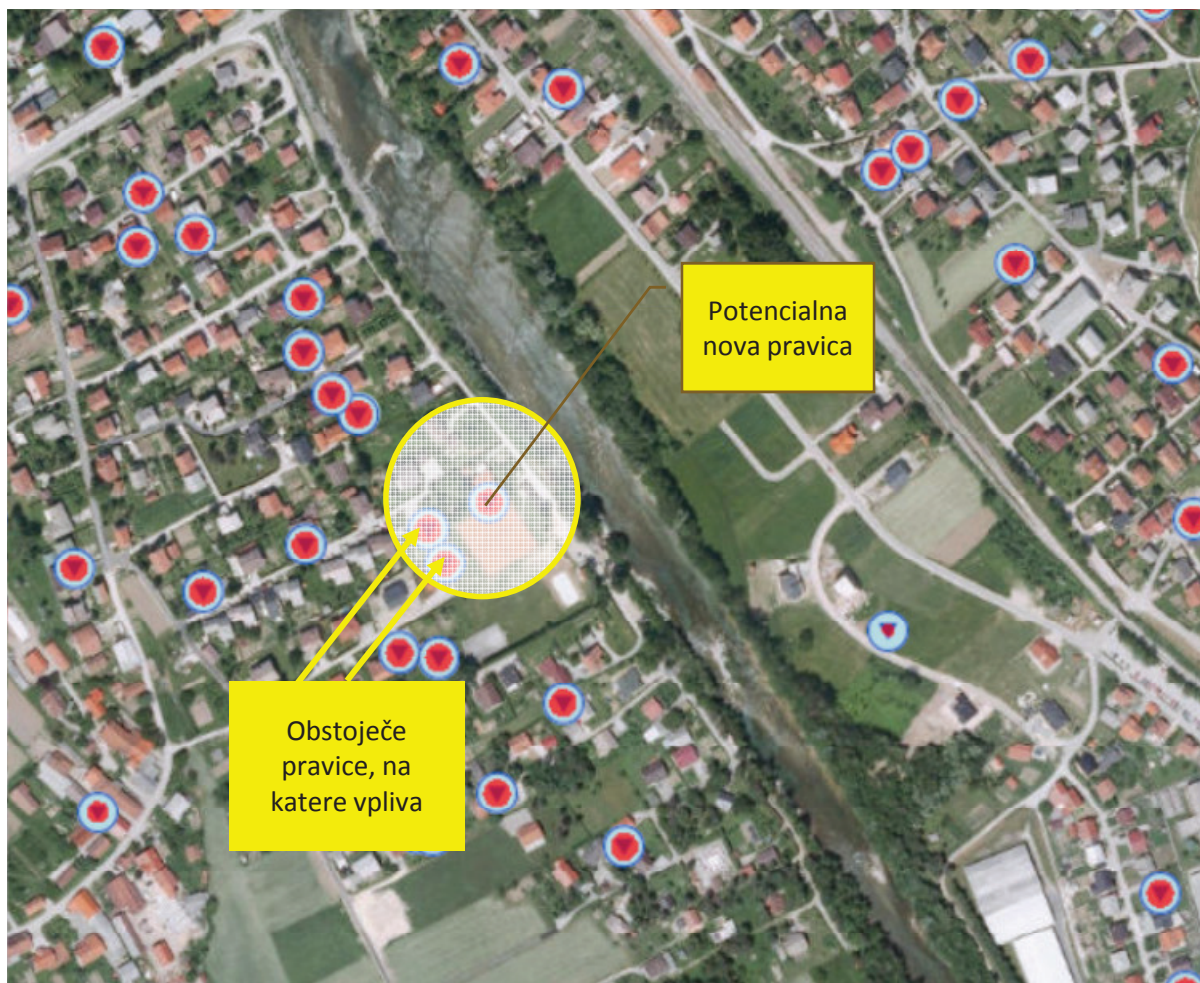 Potencialna
nova pravica
Obstoječe
pravice, na
katere vpliva